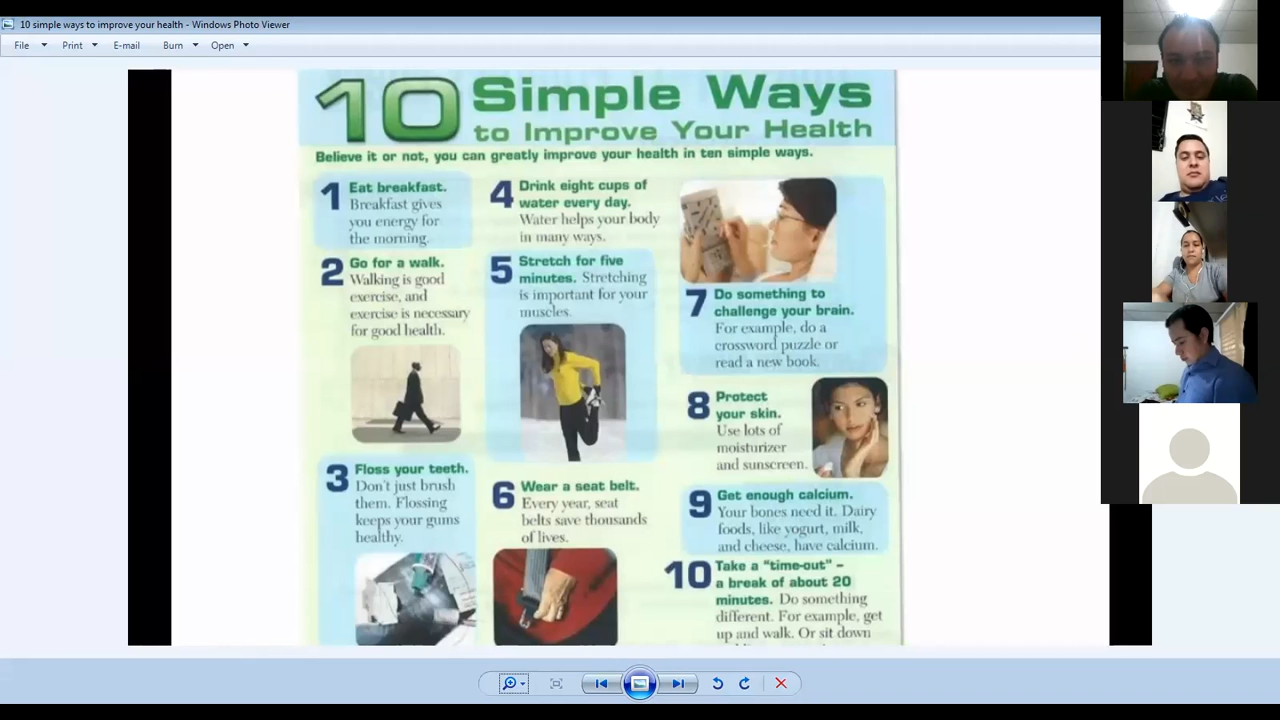 10 simple ways to improve your health - Windows Photo Viewer
File Print E-mail Burn Open
10 Simple Ways
to Improve Your Health
Believe it or not, you can greatly improve your health in ten simple ways.
1 Eat breakfast.
Breakfast gives
you energy for
the morning.
2 Go for a walk.
Walking is good
exercise, and
exercise is necessary
for good health.
3 Floss your teeth.
Don't just brush
them. Flossing
keeps your gums
healthy.
4 Drink eight cups of
water every day.
Water helps your body
in many ways.
5 Stretch for five
minutes. Stretching
is important for your
muscles.
6 Wear a seat belt.
Every year, seat
belts save thousands
of lives.
7 Do something to
challenge your brain.
For example, do a
crossword puzzle or
read a new book.
8 Protect
your skin.
Use lots of
moisturizer
and sunscreen.
9 Get enough calcium.
Your bones need it. Dairy
foods, like yogurt, milk,
and cheese, have calcium.
10 Take a "time-out" –
a break of about 20
minutes. Do something
different. For example, get
up and walk. Or sit down